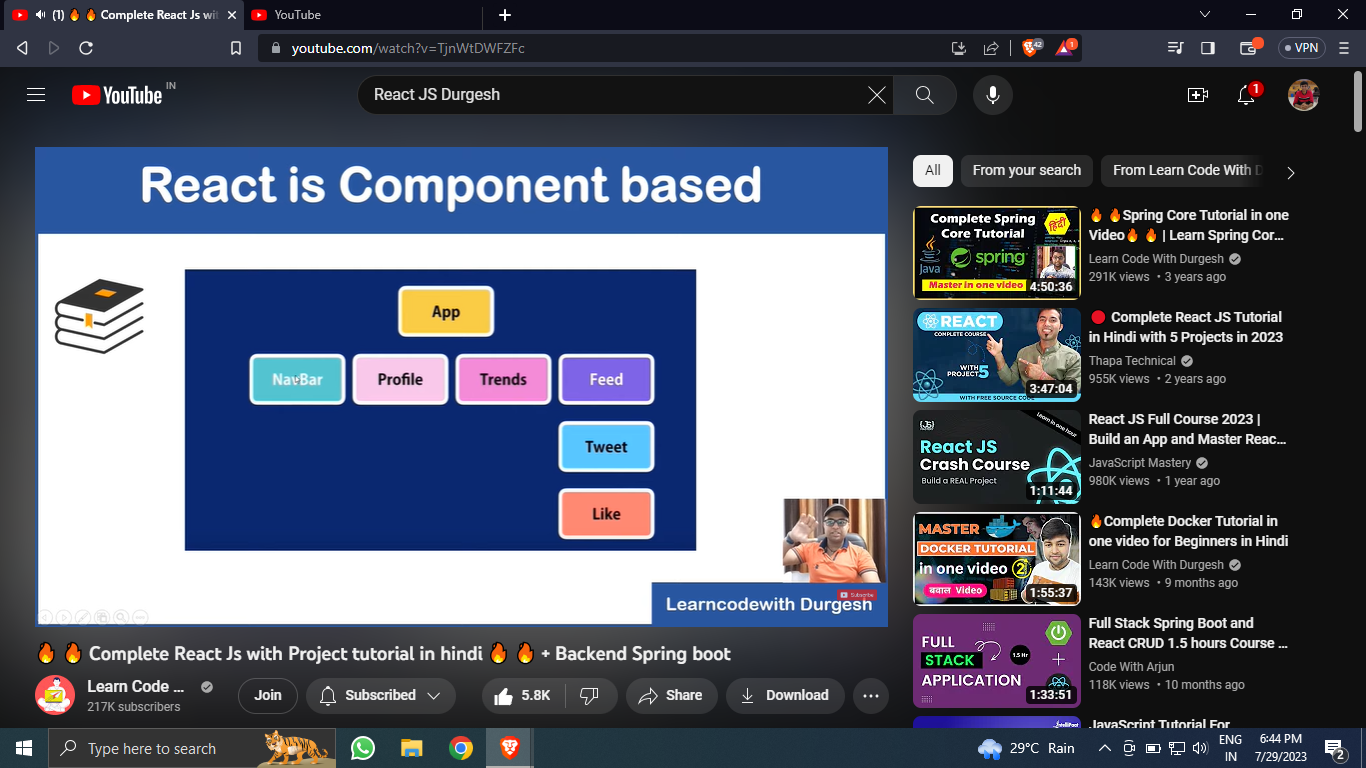 (1) 🔥 🔥 Complete React Js wit
YouTube
youtube.com/watch?v=TjnWtDWFZFc
42
1
VPN
YouTube IN
React JS Durgesh
1
React is Component based
App
NavBar
Profile
Trends
Feed
Tweet
Like
Subscribe
Learncodewith Durgesh
🔥 🔥 Complete React Js with Project tutorial in hindi 🔥 🔥 + Backend Spring boot
Learn Code ...
217K subscribers
Join
Subscribed
5.8K
Share
Download
All
From your search
From Learn Code With D
Complete Spring
Core Tutorial
हिंदी
Java
spring
Master in one video
4:50:36
🔥 🔥Spring Core Tutorial in one
Video🔥 🔥 | Learn Spring Cor...
Learn Code With Durgesh
291K views • 3 years ago
REACT
COMPLETE COURSE
WITH
PROJECT 5
WITH FREE SOURCE CODE
3:47:04
🔴 Complete React JS Tutorial
in Hindi with 5 Projects in 2023
Thapa Technical
955K views • 2 years ago
Learn in one hour
React JS
Crash Course
Build a REAL Project
1:11:44
React JS Full Course 2023 |
Build an App and Master Reac...
JavaScript Mastery
980K views • 1 year ago
MASTER
DOCKER TUTORIAL
in one video
2
बवाल Video
1:55:37
🔥Complete Docker Tutorial in
one video for Beginners in Hindi
Learn Code With Durgesh
143K views • 9 months ago
FULL
STACK
APPLICATION
1.5 Hr
1:33:51
Full Stack Spring Boot and
React CRUD 1.5 hours Course ...
Code With Arjun
118K views • 10 months ago
JavaScript Tutorial For
Type here to search
29°C Rain
ENG
IN
6:44 PM
7/29/2023
2